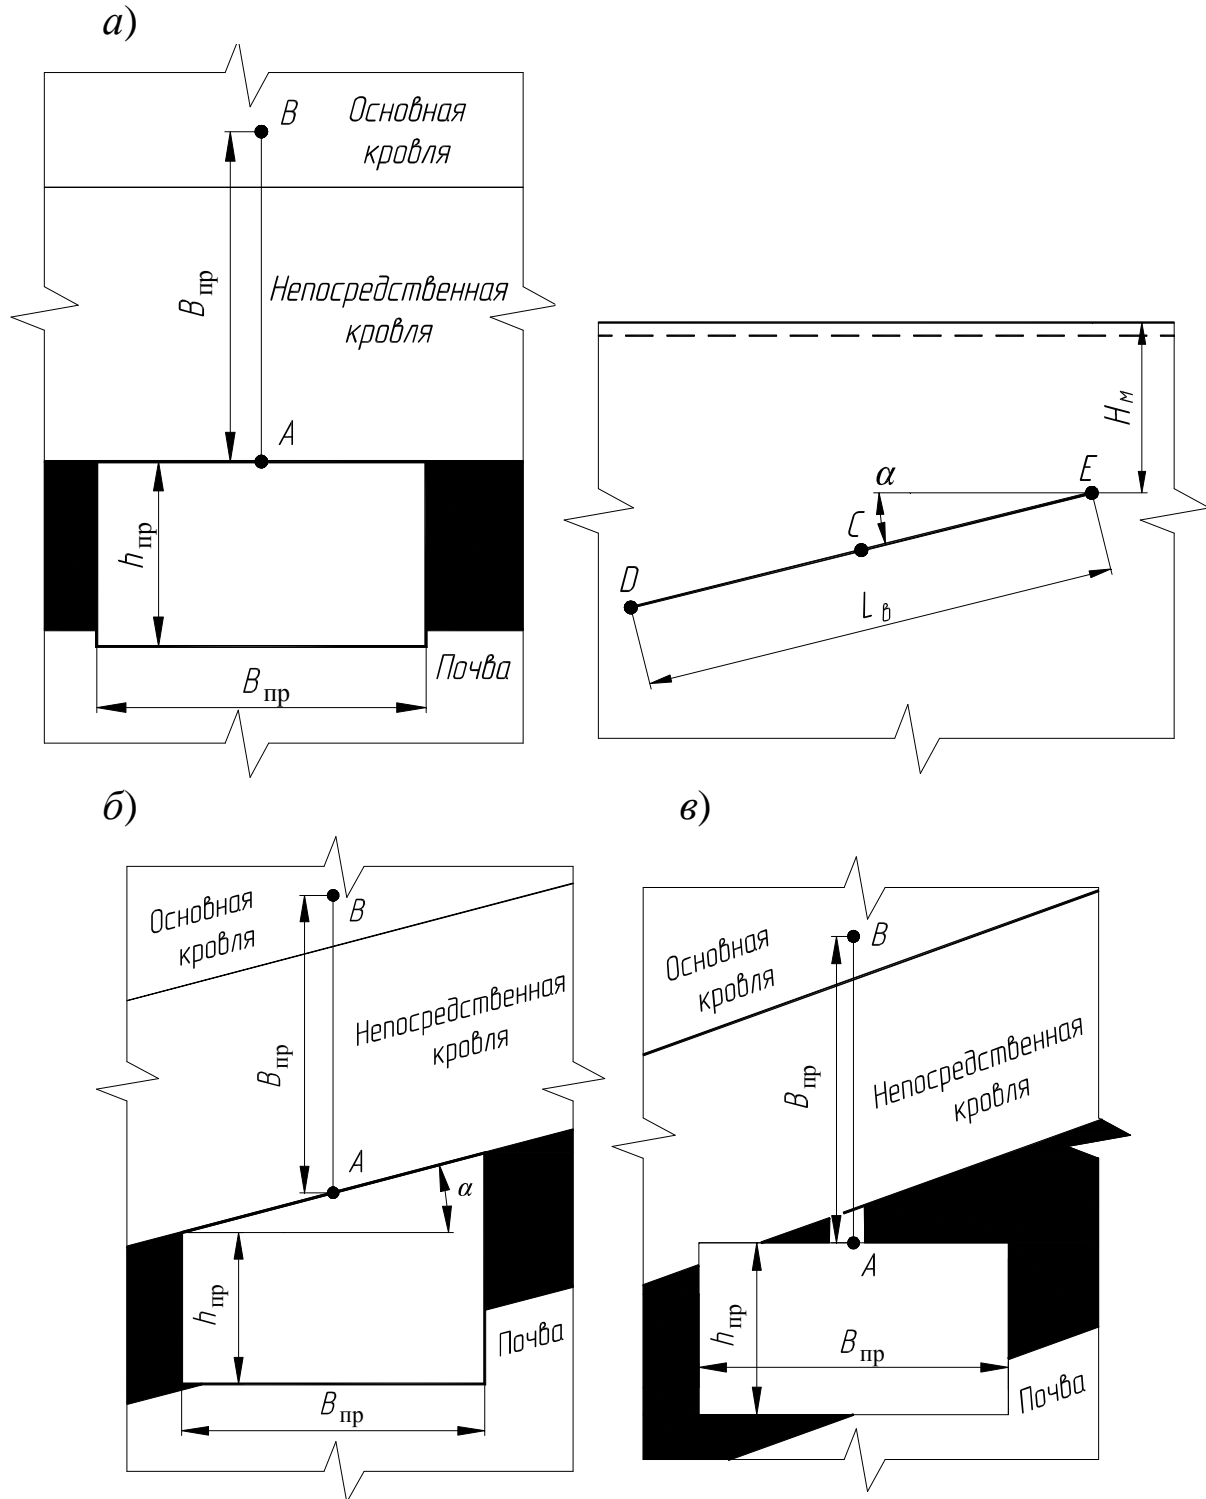 а)
B
Основная
кровля
B пр
Непосредственная
кровля
A
h пр
Почва
B пр
H м
α
E
C
D
L в
б)
Основная
кровля
B
Непосредственная
кровля
B пр
A
α
h пр
Почва
B пр
в)
Основная
кровля
B
Непосредственная
кровля
B пр
A
h пр
B пр
Почва